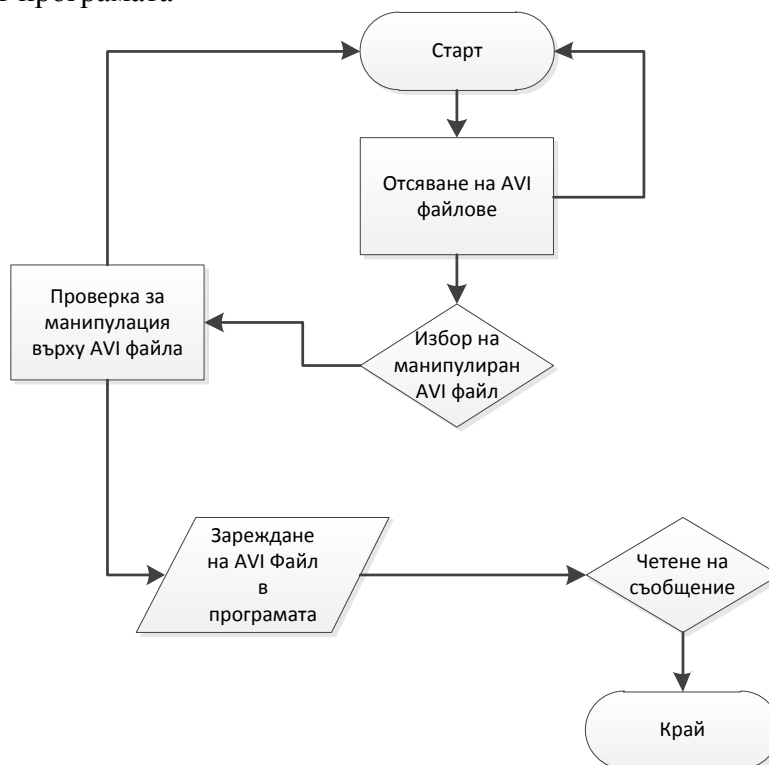 програмата
Старт
Отсяване на AVI
файлове
Проверка за
манипулация
върху AVI файла
Избор на
манипулиран
AVI файл
Зареждане
на AVI Файл
в
програмата
Четене на
съобщение
Край